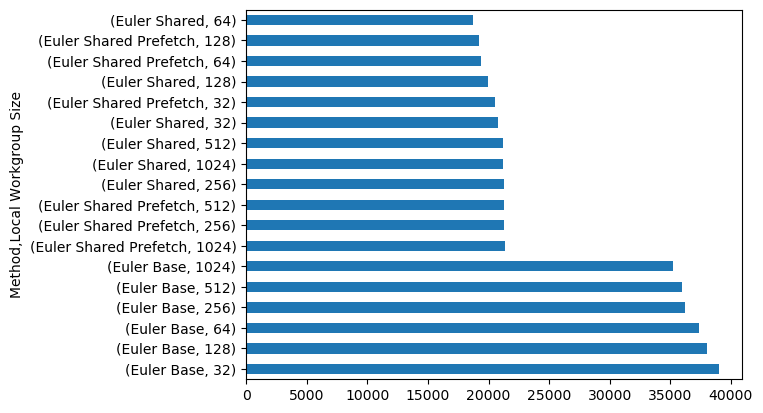 Method,Local Workgroup Size
(Euler Shared, 64)
(Euler Shared Prefetch, 128)
(Euler Shared Prefetch, 64)
(Euler Shared, 128)
(Euler Shared Prefetch, 32)
(Euler Shared, 32)
(Euler Shared, 512)
(Euler Shared, 1024)
(Euler Shared, 256)
(Euler Shared Prefetch, 512)
(Euler Shared Prefetch, 256)
(Euler Shared Prefetch, 1024)
(Euler Base, 1024)
(Euler Base, 512)
(Euler Base, 256)
(Euler Base, 64)
(Euler Base, 128)
(Euler Base, 32)
0 5000 10000 15000 20000 25000 30000 35000 40000